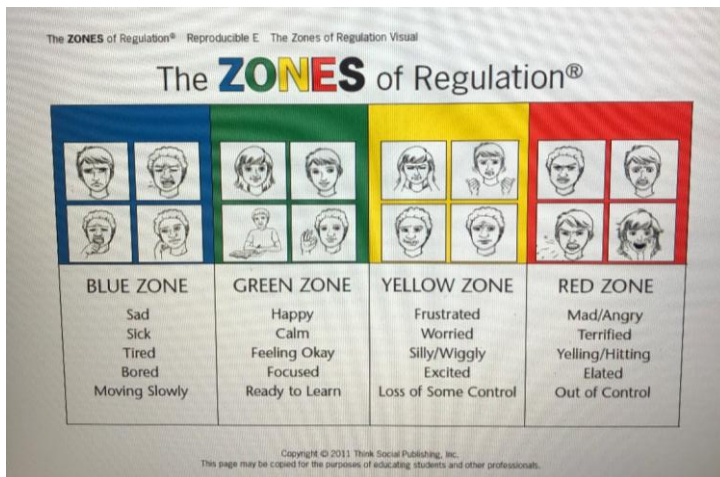 The ZONES of Regulation® Reproducible E The Zones of Regulation Visual
The ZONES of Regulation®
BLUE ZONE
Sad
Sick
Tired
Bored
Moving Slowly
GREEN ZONE
Happy
Calm
Feeling Okay
Focused
Ready to Learn
YELLOW ZONE
Frustrated
Worried
Silly/Wiggly
Excited
Loss of Some Control
RED ZONE
Mad/Angry
Terrified
Yelling/Hitting
Elated
Out of Control
Copyright © 2011 Think Social Publishing, Inc.
This page may be copied for the purposes of educating students and other professionals.